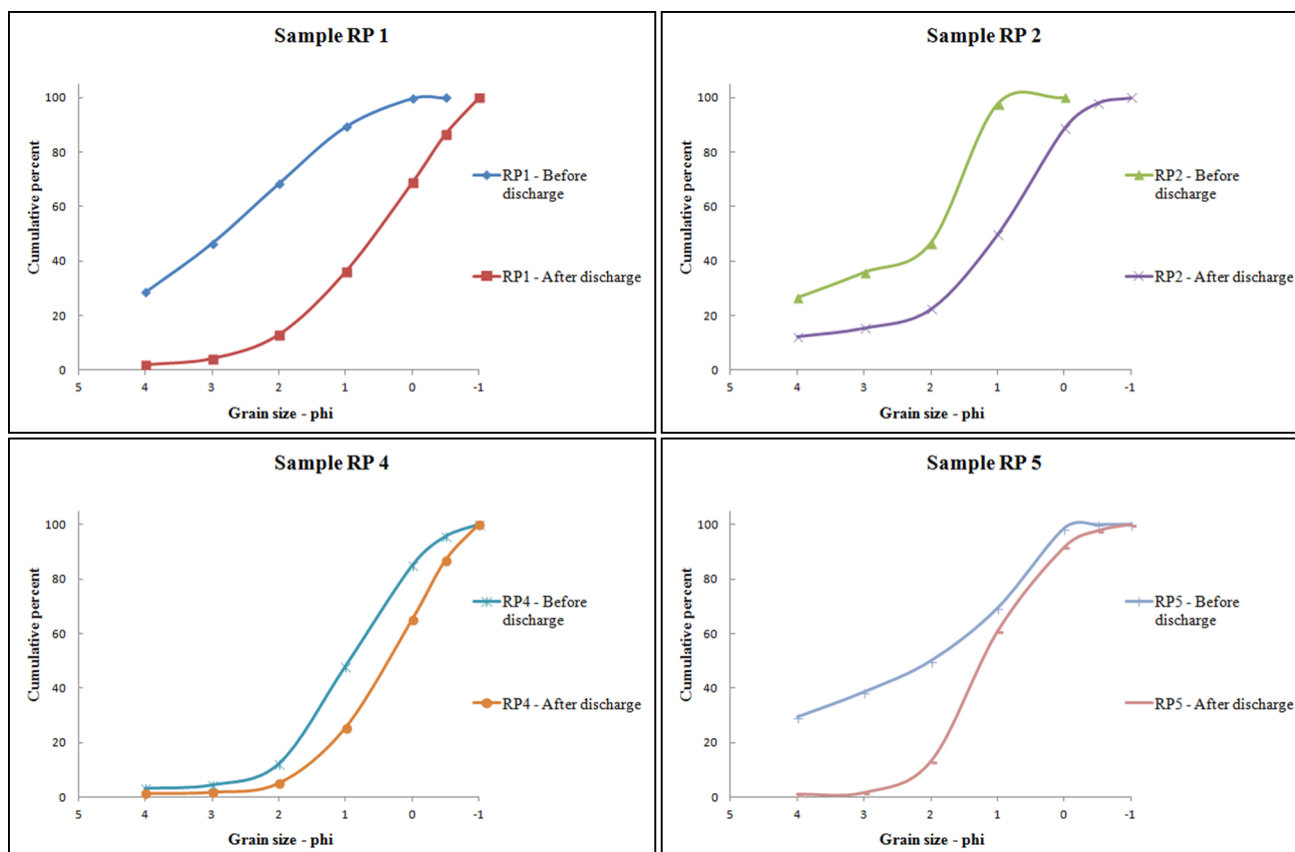 Sample RP 1
Cumulative percent
100
80
60
40
20
0
5 4 3 2 1 0 -1
Grain size - phi
RP1 - Before
discharge
RP1 - After discharge
Sample RP 2
Cumulative percent
100
80
60
40
20
0
5 4 3 2 1 0 -1
Grain size - phi
RP2 - Before
discharge
RP2 - After discharge
Sample RP 4
Cumulative percent
100
80
60
40
20
0
5 4 3 2 1 0 -1
Grain size - phi
RP4 - Before
discharge
RP4 - After discharge
Sample RP 5
Cumulative percent
100
80
60
40
20
0
5 4 3 2 1 0 -1
Grain size - phi
RP5 - Before
discharge
RP5 - After discharge